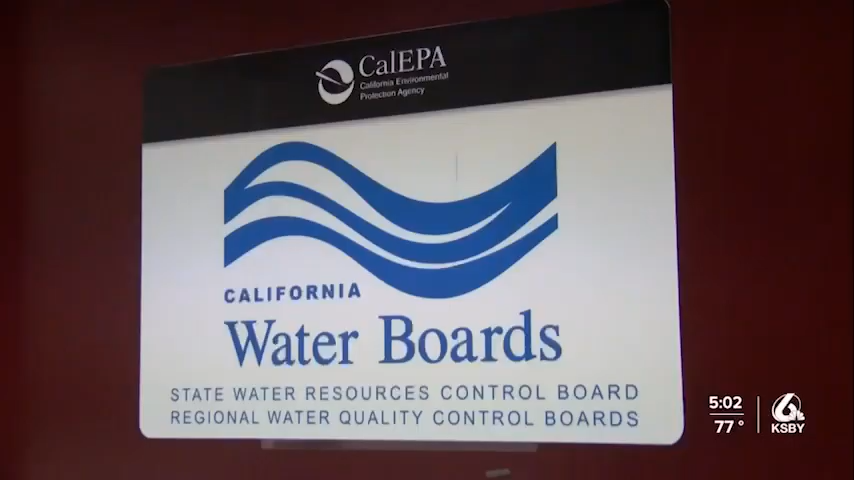 CalEPA
California Environmental
Protection Agency
CALIFORNIA
Water Boards
STATE WATER RESOURCES CONTROL BOARD
REGIONAL WATER QUALITY CONTROL BOARDS
5:02
77°
6
KSBY